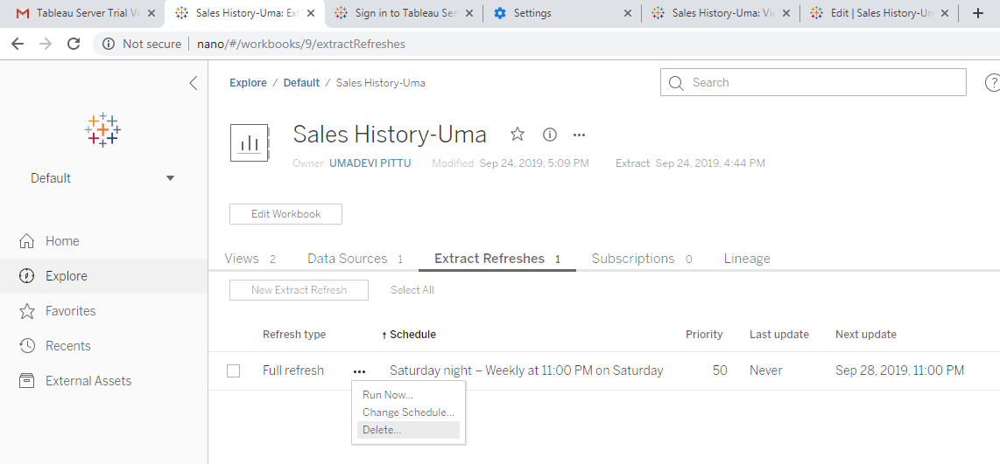 Tableau Server Trial Ve
Sales History-Uma: Ext
Sign in to Tableau Ser
Settings
Sales History-Uma: Vie
Edit | Sales History-Um
Not secure | nano/#/workbooks/9/extractRefreshes
Explore / Default / Sales History-Uma
Search
?
Sales History-Uma
Owner UMADEVI PITTU Modified Sep 24, 2019, 5:09 PM Extract Sep 24, 2019, 4:44 PM
Default
Edit Workbook
Home
Explore
Favorites
Recents
External Assets
Views 2 Data Sources 1 Extract Refreshes 1 Subscriptions 0 Lineage
New Extract Refresh Select All
Refresh type ↑ Schedule Priority Last update Next update
Full refresh ••• Saturday night – Weekly at 11:00 PM on Saturday 50 Never Sep 28, 2019, 11:00 PM
Run Now...
Change Schedule...
Delete...